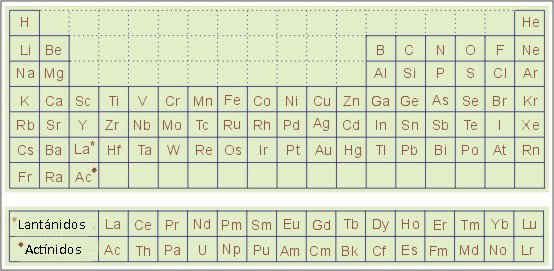 H He
Li Be B C N O F Ne
Na Mg Al Si P S Cl Ar
K Ca Sc Ti V Cr Mn Fe Co Ni Cu Zn Ga Ge As Se Br Kr
Rb Sr Y Zr Nb Mo Tc Ru Rh Pd Ag Cd In Sn Sb Te I Xe
Cs Ba La* Hf Ta W Re Os Ir Pt Au Hg Tl Pb Bi Po At Rn
Fr Ra Ac•
*Lantánidos La Ce Pr Nd Pm Sm Eu Gd Tb Dy Ho Er Tm Yb Lu
•Actínidos Ac Th Pa U Np Pu Am Cm Bk Cf Es Fm Md No Lr